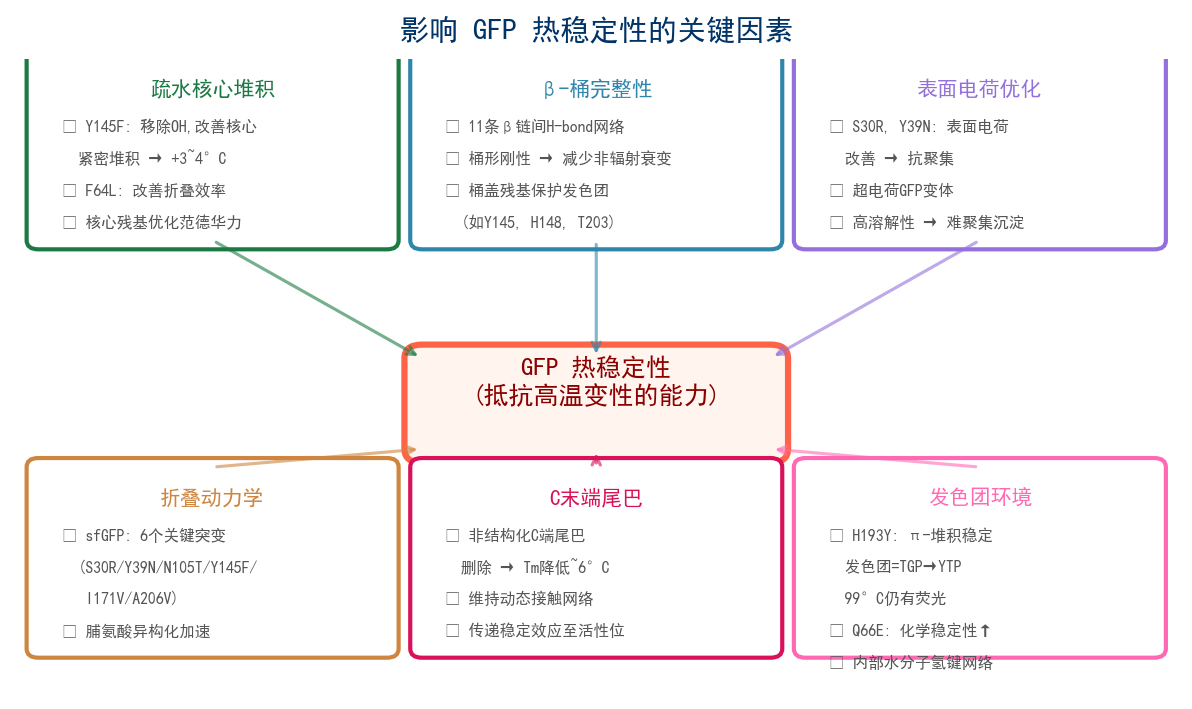 影响 GFP 热稳定性的关键因素
疏水核心堆积
□ Y145F: 移除OH,改善核心
紧密堆积 → +3~4°C
□ F64L: 改善折叠效率
□ 核心残基优化范德华力
β-桶完整性
□ 11条β链间H-bond网络
□ 桶形刚性 → 减少非辐射衰变
□ 桶盖残基保护发色团
(如Y145, H148, T203)
表面电荷优化
□ S30R, Y39N: 表面电荷
改善 → 抗聚集
□ 超电荷GFP变体
□ 高溶解性 → 难聚集沉淀
GFP 热稳定性
(抵抗高温变性的能力)
折叠动力学
□ sfGFP: 6个关键突变
(S30R/Y39N/N105T/Y145F/
I171V/A206V)
□ 脯氨酸异构化加速
C末端尾巴
□ 非结构化C端尾巴
删除 → Tm降低~6°C
□ 维持动态接触网络
□ 传递稳定效应至活性位
发色团环境
□ H193Y: π-堆积稳定
发色团=TGP→YTP
99°C仍有荧光
□ Q66E: 化学稳定性↑
□ 内部水分子氢键网络